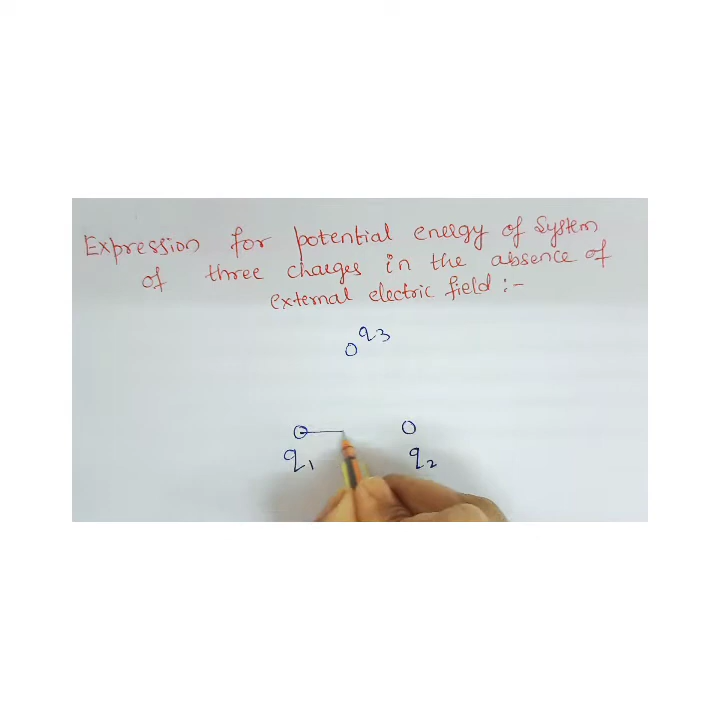 Expression for potential energy of System
of three charges in the absence of
external electric field :-
q3
q1 q2